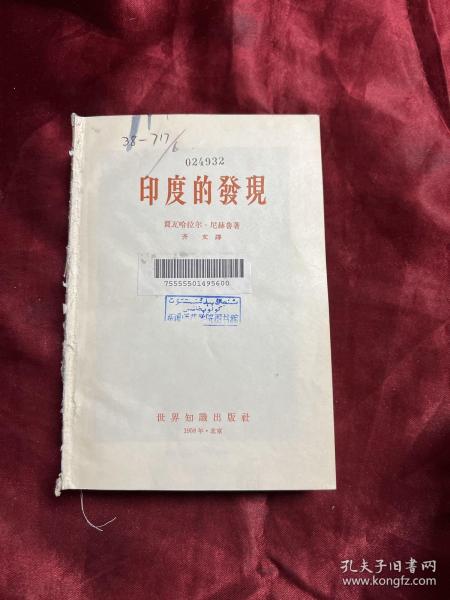 38-717/6
024932
印度的發現
賈瓦哈拉尔·尼赫魯著
齐文譯
75555501495600
世界知識出版社
1958年·北京
孔夫子旧书网
www.kongfz.com